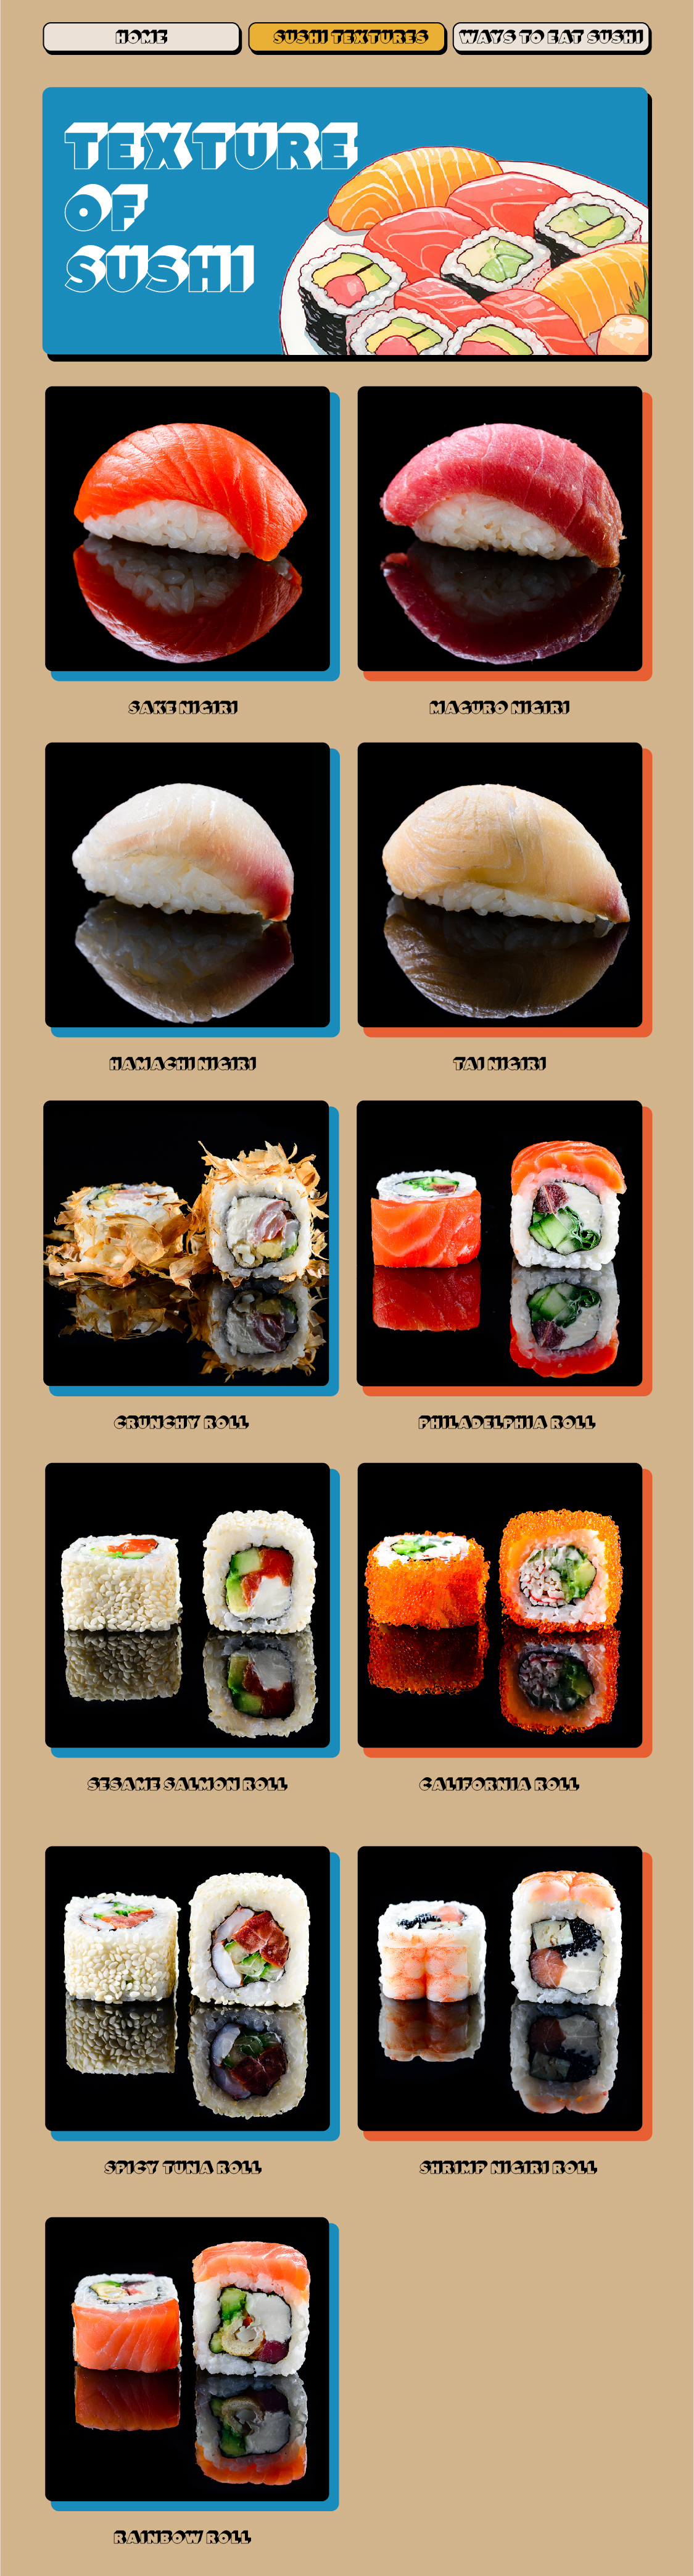 HOME
SUSHI TEXTURES
WAYS TO EAT SUSHI
TEXTURE
OF
SUSHI
SAKE NIGIRI
MAGURO NIGIRI
HAMACHI NIGIRI
TAI NIGIRI
CRUNCHY ROLL
PHILADELPHIA ROLL
SESAME SALMON ROLL
CALIFORNIA ROLL
SPICY TUNA ROLL
SHRIMP NIGIRI ROLL
RAINBOW ROLL